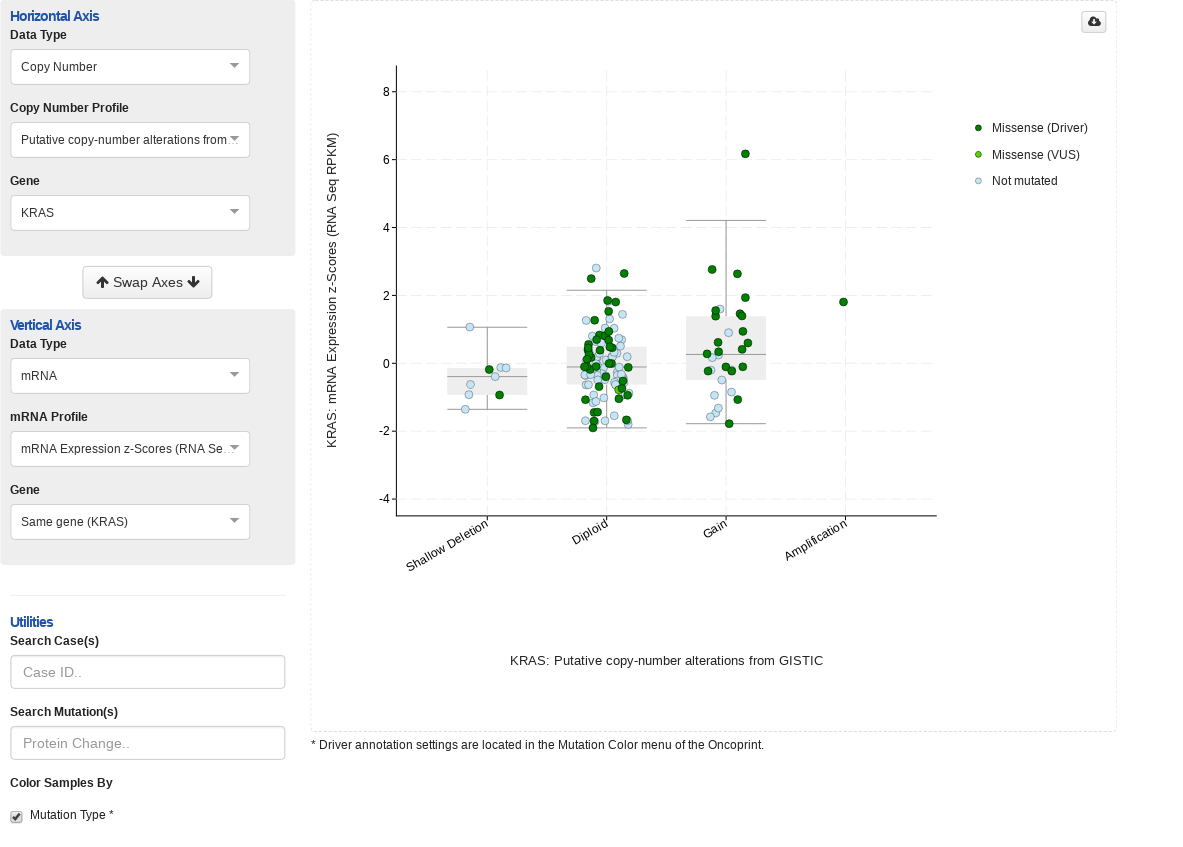 Horizontal Axis
Data Type
Copy Number
Copy Number Profile
Putative copy-number alterations from ...
Gene
KRAS
Swap Axes
Vertical Axis
Data Type
mRNA
mRNA Profile
mRNA Expression z-Scores (RNA Se...
Gene
Same gene (KRAS)
Utilities
Search Case(s)
Case ID..
Search Mutation(s)
Protein Change..
Color Samples By
Mutation Type *
KRAS: mRNA Expression z-Scores (RNA Seq RPKM)
8
6
4
2
0
-2
-4
Shallow Deletion
Diploid
Gain
Amplification
KRAS: Putative copy-number alterations from GISTIC
Missense (Driver)
Missense (VUS)
Not mutated
* Driver annotation settings are located in the Mutation Color menu of the Oncoprint.